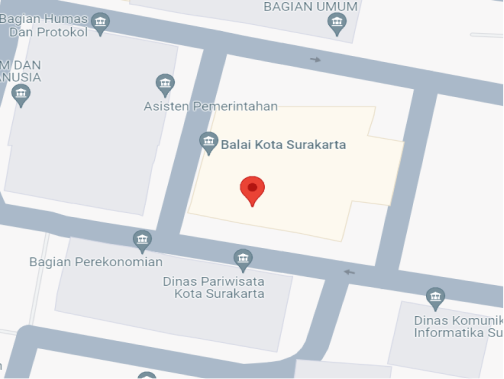 BAGIAN UMUM
Bagian Humas
Dan Protokol
M DAN
NUSIA
Asisten Pemerintahan
Balai Kota Surakarta
Bagian Perekonomian
Dinas Pariwisata
Kota Surakarta
Dinas Komunik
Informatika Su